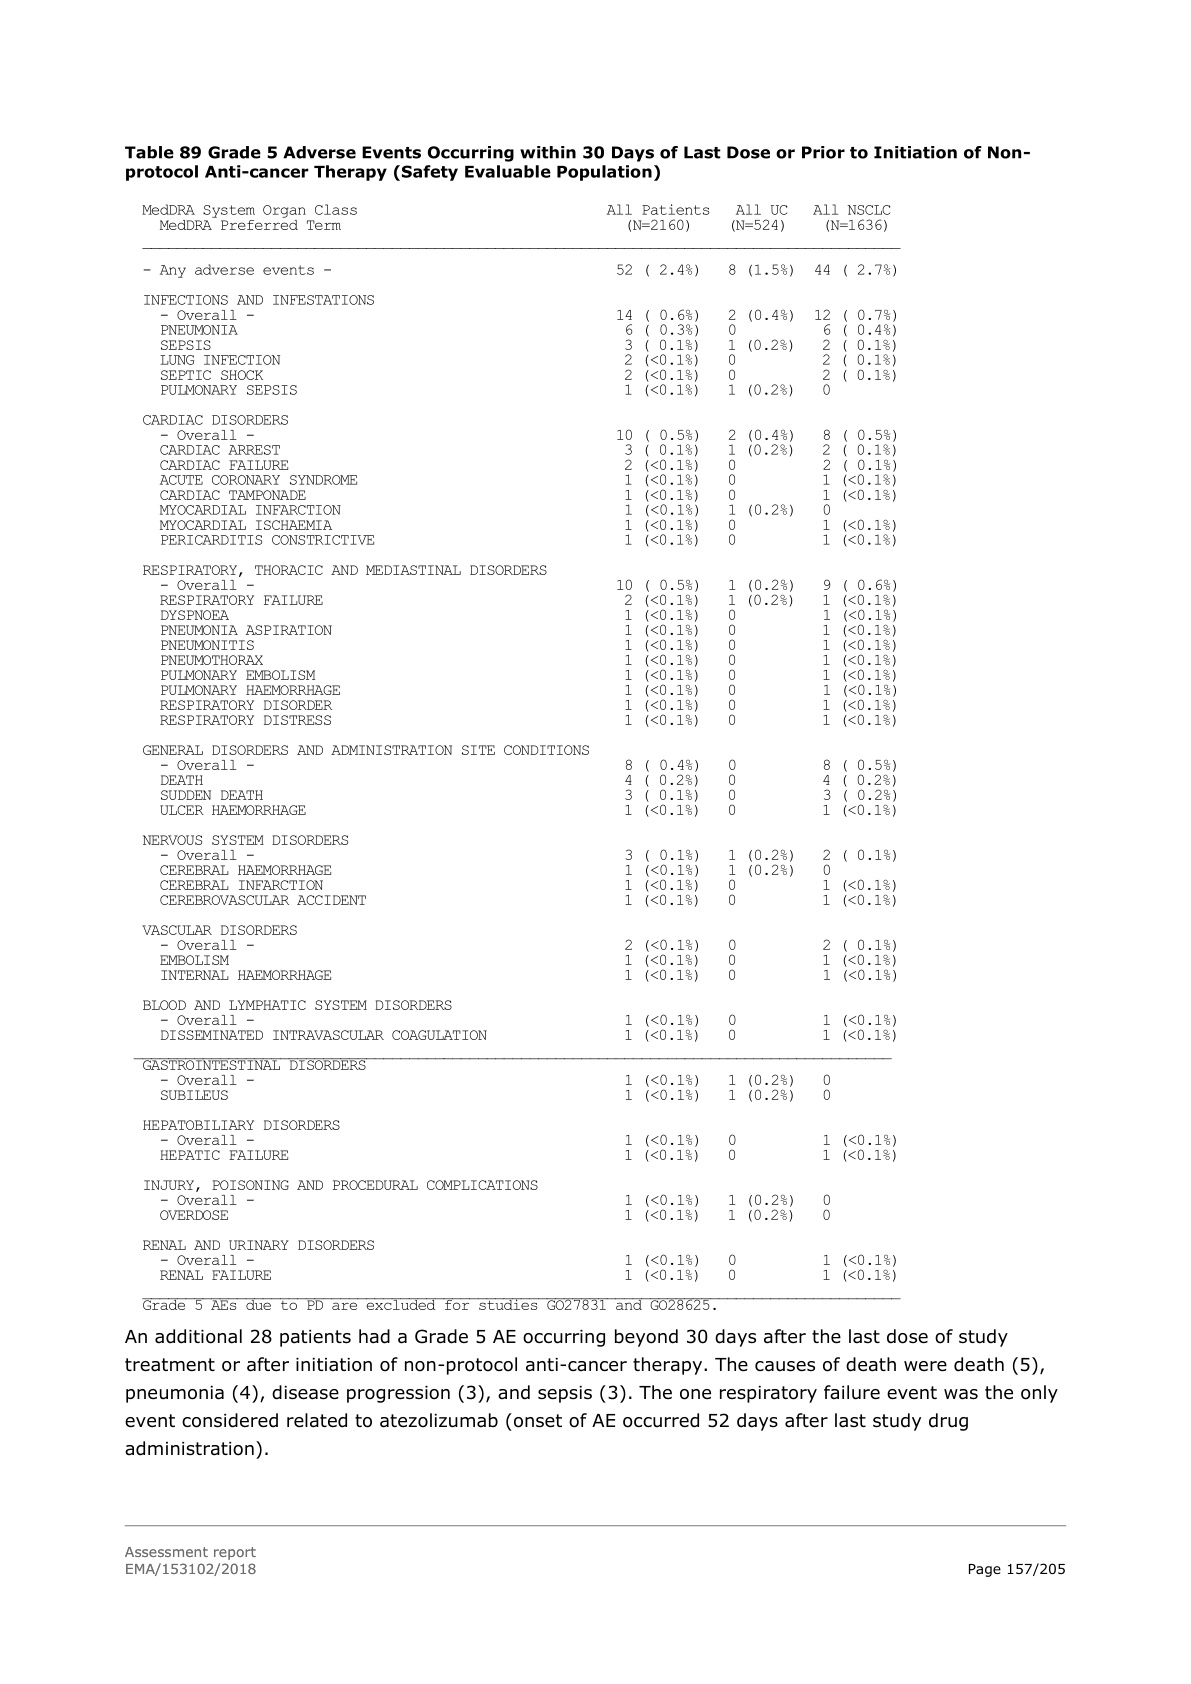 Table 89 Grade 5 Adverse Events Occurring within 30 Days of Last Dose or Prior to Initiation of Non-
protocol Anti-cancer Therapy (Safety Evaluable Population)
MedDRA System Organ Class All Patients All UC All NSCLC
MedDRA Preferred Term (N=2160) (N=524) (N=1636)
- Any adverse events - 52 ( 2.4%) 8 (1.5%) 44 ( 2.7%)
INFECTIONS AND INFESTATIONS
- Overall - 14 ( 0.6%) 2 (0.4%) 12 ( 0.7%)
PNEUMONIA 6 ( 0.3%) 0 6 ( 0.4%)
SEPSIS 3 ( 0.1%) 1 (0.2%) 2 ( 0.1%)
LUNG INFECTION 2 (<0.1%) 0 2 ( 0.1%)
SEPTIC SHOCK 2 (<0.1%) 0 2 ( 0.1%)
PULMONARY SEPSIS 1 (<0.1%) 1 (0.2%) 0
CARDIAC DISORDERS
- Overall - 10 ( 0.5%) 2 (0.4%) 8 ( 0.5%)
CARDIAC ARREST 3 ( 0.1%) 1 (0.2%) 2 ( 0.1%)
CARDIAC FAILURE 2 (<0.1%) 0 2 ( 0.1%)
ACUTE CORONARY SYNDROME 1 (<0.1%) 0 1 (<0.1%)
CARDIAC TAMPONADE 1 (<0.1%) 0 1 (<0.1%)
MYOCARDIAL INFARCTION 1 (<0.1%) 1 (0.2%) 0
MYOCARDIAL ISCHAEMIA 1 (<0.1%) 0 1 (<0.1%)
PERICARDITIS CONSTRICTIVE 1 (<0.1%) 0 1 (<0.1%)
RESPIRATORY, THORACIC AND MEDIASTINAL DISORDERS
- Overall - 10 ( 0.5%) 1 (0.2%) 9 ( 0.6%)
RESPIRATORY FAILURE 2 (<0.1%) 1 (0.2%) 1 (<0.1%)
DYSPNOEA 1 (<0.1%) 0 1 (<0.1%)
PNEUMONIA ASPIRATION 1 (<0.1%) 0 1 (<0.1%)
PNEUMONITIS 1 (<0.1%) 0 1 (<0.1%)
PNEUMOTHORAX 1 (<0.1%) 0 1 (<0.1%)
PULMONARY EMBOLISM 1 (<0.1%) 0 1 (<0.1%)
PULMONARY HAEMORRHAGE 1 (<0.1%) 0 1 (<0.1%)
RESPIRATORY DISORDER 1 (<0.1%) 0 1 (<0.1%)
RESPIRATORY DISTRESS 1 (<0.1%) 0 1 (<0.1%)
GENERAL DISORDERS AND ADMINISTRATION SITE CONDITIONS
- Overall - 8 ( 0.4%) 0 8 ( 0.5%)
DEATH 4 ( 0.2%) 0 4 ( 0.2%)
SUDDEN DEATH 3 ( 0.1%) 0 3 ( 0.2%)
ULCER HAEMORRHAGE 1 (<0.1%) 0 1 (<0.1%)
NERVOUS SYSTEM DISORDERS
- Overall - 3 ( 0.1%) 1 (0.2%) 2 ( 0.1%)
CEREBRAL HAEMORRHAGE 1 (<0.1%) 1 (0.2%) 0
CEREBRAL INFARCTION 1 (<0.1%) 0 1 (<0.1%)
CEREBROVASCULAR ACCIDENT 1 (<0.1%) 0 1 (<0.1%)
VASCULAR DISORDERS
- Overall - 2 (<0.1%) 0 2 ( 0.1%)
EMBOLISM 1 (<0.1%) 0 1 (<0.1%)
INTERNAL HAEMORRHAGE 1 (<0.1%) 0 1 (<0.1%)
BLOOD AND LYMPHATIC SYSTEM DISORDERS
- Overall - 1 (<0.1%) 0 1 (<0.1%)
DISSEMINATED INTRAVASCULAR COAGULATION 1 (<0.1%) 0 1 (<0.1%)
GASTROINTESTINAL DISORDERS
- Overall - 1 (<0.1%) 1 (0.2%) 0
SUBILEUS 1 (<0.1%) 1 (0.2%) 0
HEPATOBILIARY DISORDERS
- Overall - 1 (<0.1%) 0 1 (<0.1%)
HEPATIC FAILURE 1 (<0.1%) 0 1 (<0.1%)
INJURY, POISONING AND PROCEDURAL COMPLICATIONS
- Overall - 1 (<0.1%) 1 (0.2%) 0
OVERDOSE 1 (<0.1%) 1 (0.2%) 0
RENAL AND URINARY DISORDERS
- Overall - 1 (<0.1%) 0 1 (<0.1%)
RENAL FAILURE 1 (<0.1%) 0 1 (<0.1%)
Grade 5 AEs due to PD are excluded for studies GO27831 and GO28625.
An additional 28 patients had a Grade 5 AE occurring beyond 30 days after the last dose of study
treatment or after initiation of non-protocol anti-cancer therapy. The causes of death were death (5),
pneumonia (4), disease progression (3), and sepsis (3). The one respiratory failure event was the only
event considered related to atezolizumab (onset of AE occurred 52 days after last study drug
administration).
Assessment report
EMA/153102/2018 Page 157/205